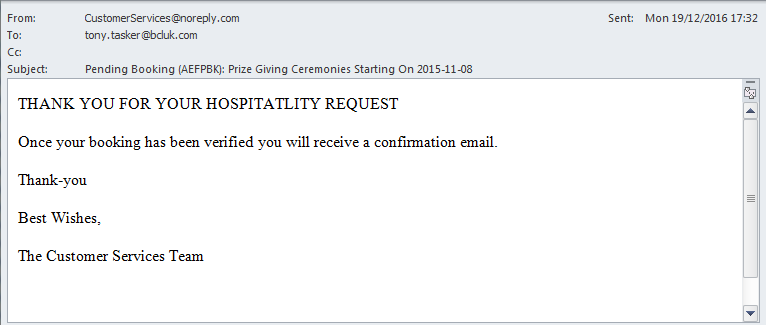 From: CustomerServices@noreply.com Sent: Mon 19/12/2016 17:32
To: tony.tasker@bcluk.com
Cc:
Subject: Pending Booking (AEFPBK): Prize Giving Ceremonies Starting On 2015-11-08
THANK YOU FOR YOUR HOSPITATLITY REQUEST
Once your booking has been verified you will receive a confirmation email.
Thank-you
Best Wishes,
The Customer Services Team